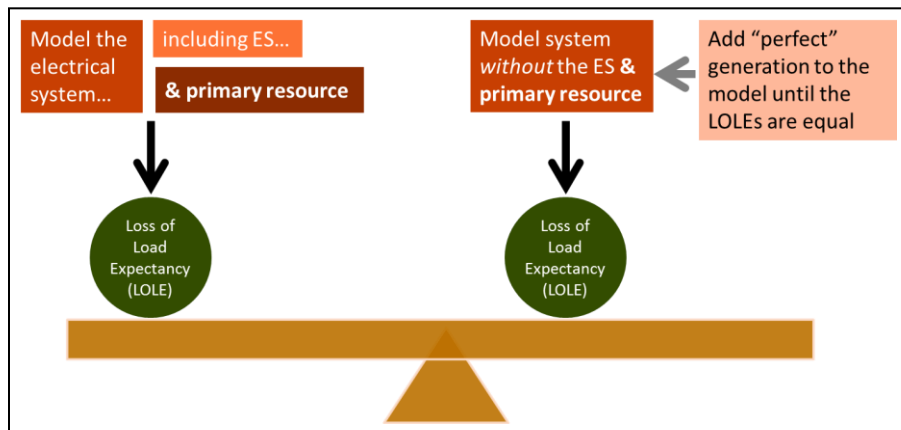 Model the
electrical
system…
including ES…
& primary resource
Model system
without the ES &
primary resource
Add “perfect”
generation to the
model until the
LOLEs are equal
Loss of
Load
Expectancy
(LOLE)
Loss of
Load
Expectancy
(LOLE)